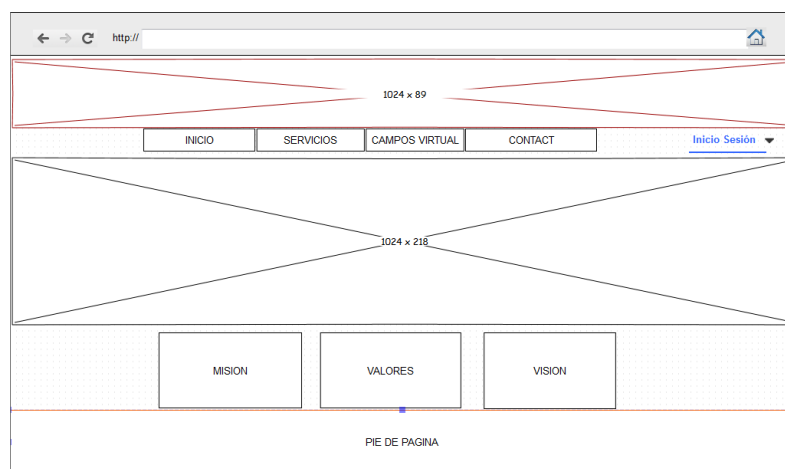 http://
1024 x 89
INICIO SERVICIOS CAMPOS VIRTUAL CONTACT Inicio Sesión
1024 x 218
MISION VALORES VISION
PIE DE PAGINA